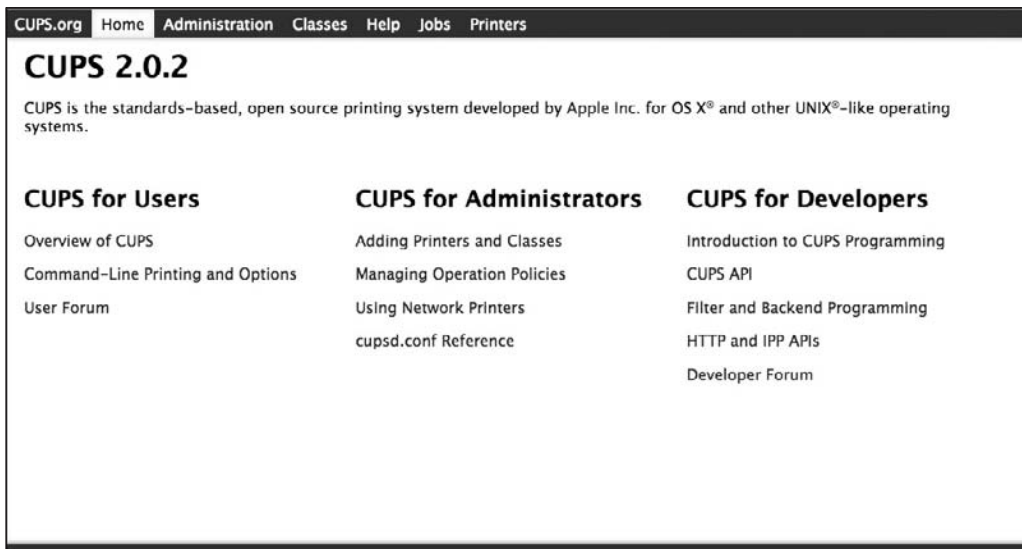 CUPS.org Home Administration Classes Help Jobs Printers
CUPS 2.0.2
CUPS is the standards-based, open source printing system developed by Apple Inc. for OS X® and other UNIX®-like operating
systems.
CUPS for Users
Overview of CUPS
Command-Line Printing and Options
User Forum
CUPS for Administrators
Adding Printers and Classes
Managing Operation Policies
Using Network Printers
cupsd.conf Reference
CUPS for Developers
Introduction to CUPS Programming
CUPS API
Filter and Backend Programming
HTTP and IPP APIs
Developer Forum